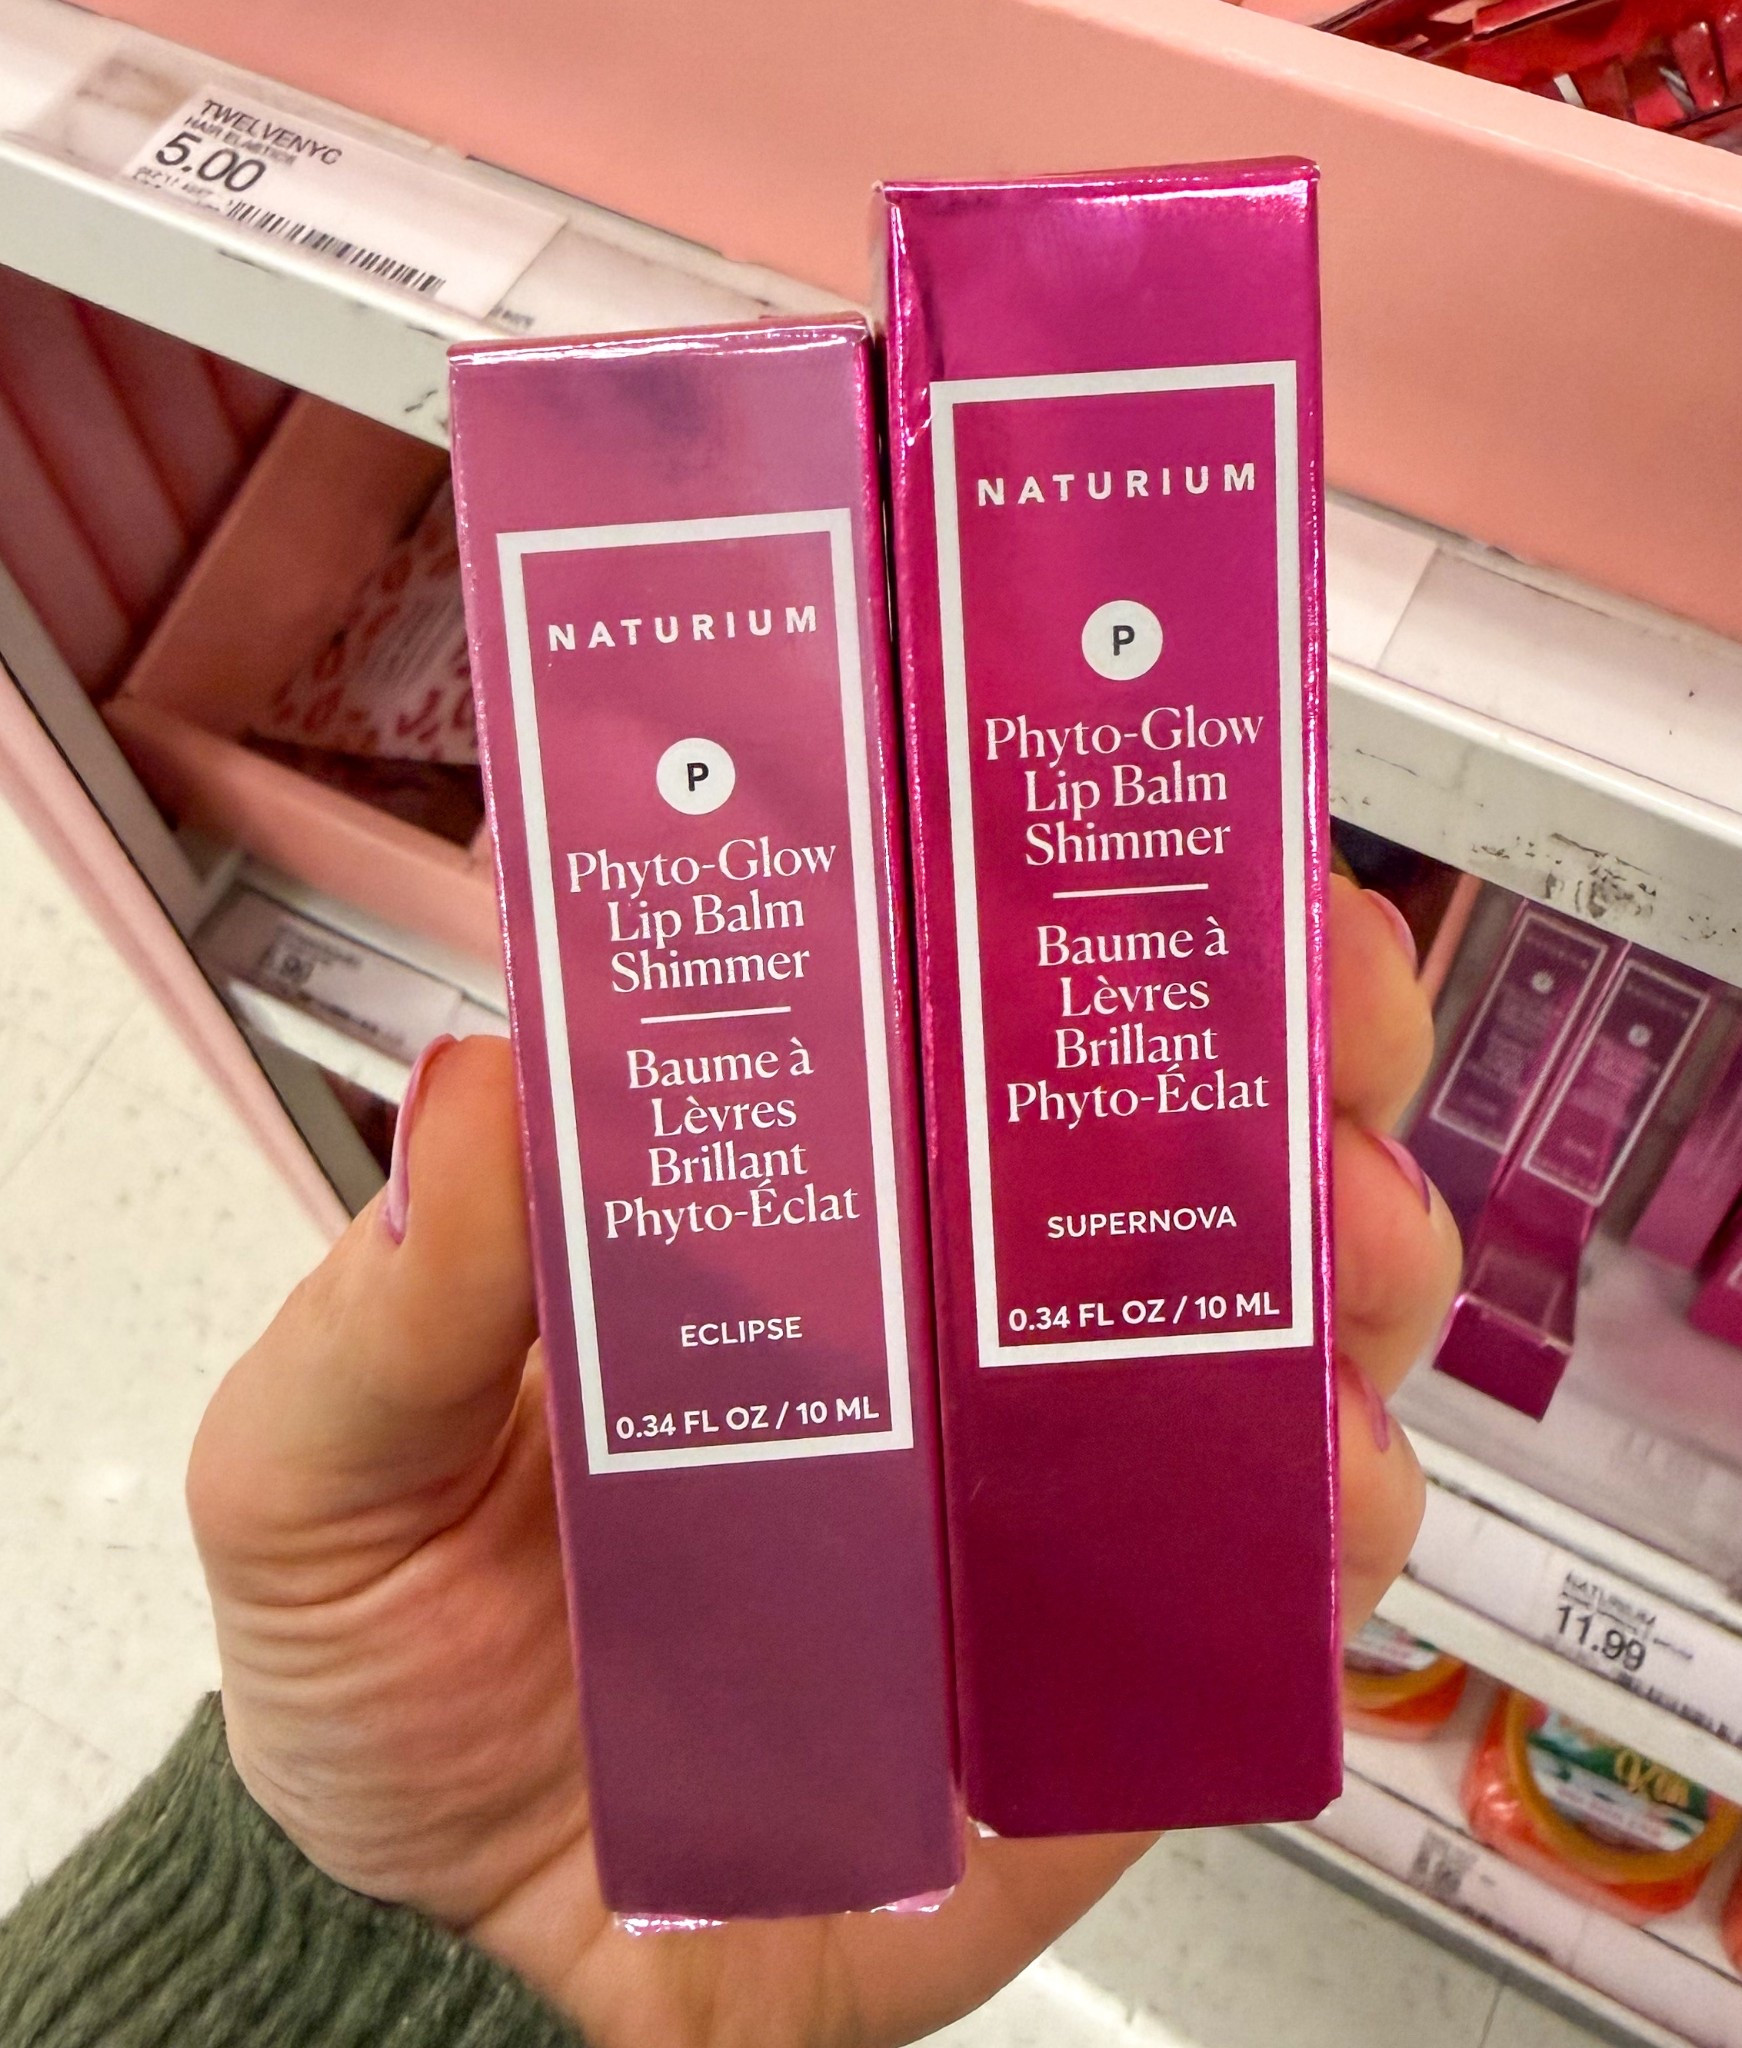 TWELVENYC
HAIR ELASTICS
5.00
NATURIUM
P
Phyto-Glow
Lip Balm
Shimmer
Baume à
Lèvres
Brillant
Phyto-Éclat
ECLIPSE
0.34 FL OZ / 10 ML
NATURIUM
P
Phyto-Glow
Lip Balm
Shimmer
Baume à
Lèvres
Brillant
Phyto-Éclat
SUPERNOVA
0.34 FL OZ / 10 ML
NATURIUM
11.99